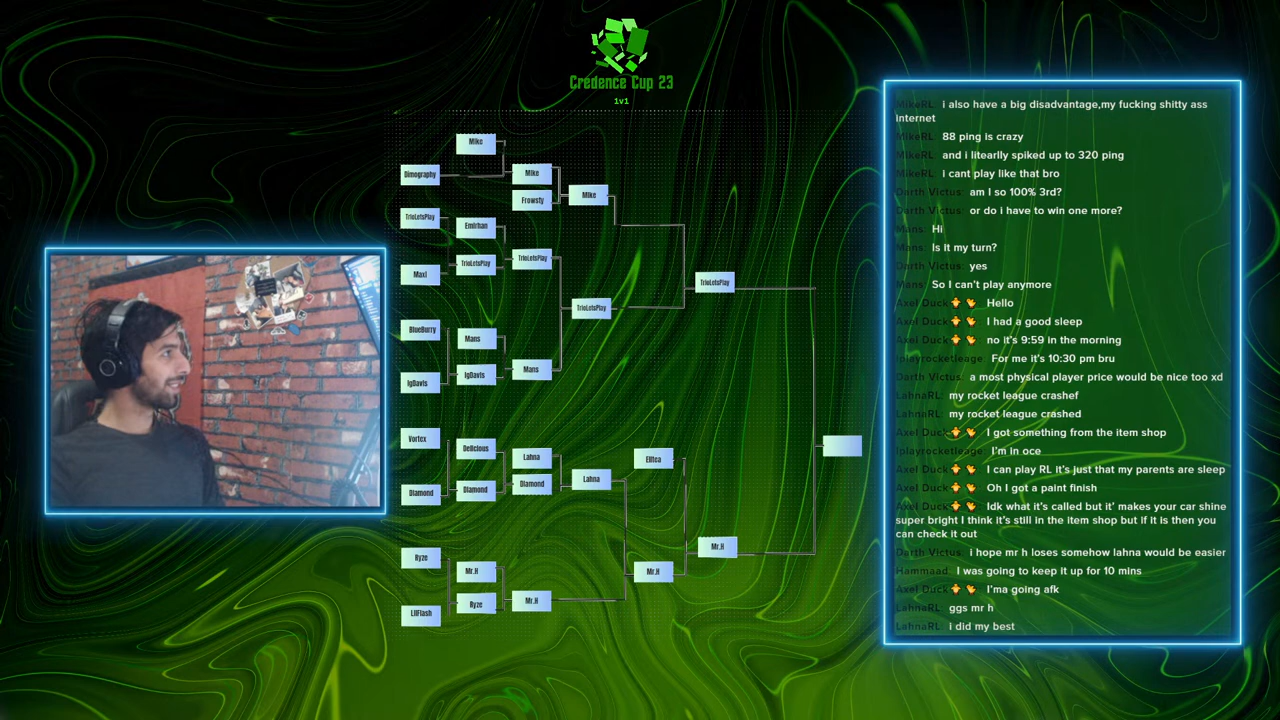 Credence Cup 23
1v1
Mike
Dimography
Mike
Frowsty
Mike
TrioLetsPlay
Emirhan
TrioLetsPlay
TrioLetsPlay
Maxi
TrioLetsPlay
TrioLetsPlay
BlueBurry
Mans
IgDavis
IgDavis
Mans
Vortex
Delicious
Lahna
Elitea
Diamond
Diamond
Diamond
Lahna
Ryze
Mr.H
Mr.H
Mr.H
LilFlash
Ryze
Mr.H
MikeRL: i also have a big disadvantage,my fucking shitty ass
internet
MikeRL: 88 ping is crazy
MikeRL: and i litearlly spiked up to 320 ping
MikeRL: i cant play like that bro
Darth Victus: am I so 100% 3rd?
Darth Victus: or do i have to win one more?
Mans: Hi
Mans: Is it my turn?
Darth Victus: yes
Mans: So I can't play anymore
Axel Duck🐥 🐤: Hello
Axel Duck🐥 🐤: I had a good sleep
Axel Duck🐥 🐤: no it's 9:59 in the morning
iplayrocketleage: For me it's 10:30 pm bru
Darth Victus: a most physical player price would be nice too xd
LahnaRL: my rocket league crashef
LahnaRL: my rocket league crashed
Axel Duck🐥 🐤: I got something from the item shop
iplayrocketleage: I'm in oce
Axel Duck🐥 🐤: I can play RL it's just that my parents are sleep
Axel Duck🐥 🐤: Oh I got a paint finish
Axel Duck🐥 🐤: Idk what it's called but it' makes your car shine
super bright I think it's still in the item shop but if it is then you
can check it out
Darth Victus: i hope mr h loses somehow lahna would be easier
Hammaad: I was going to keep it up for 10 mins
Axel Duck🐥 🐤: I'ma going afk
LahnaRL: ggs mr h
LahnaRL: i did my best